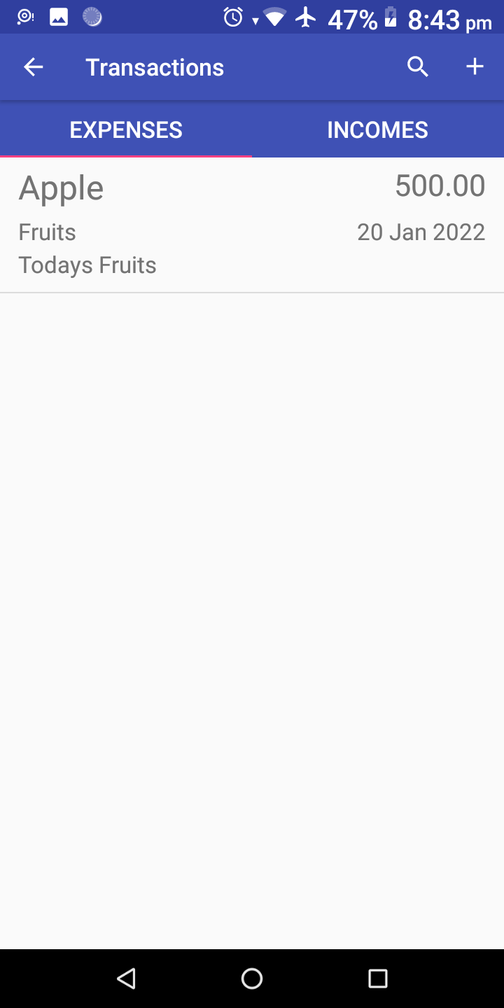 47% 8:43 pm
Transactions
EXPENSES INCOMES
Apple 500.00
Fruits 20 Jan 2022
Todays Fruits